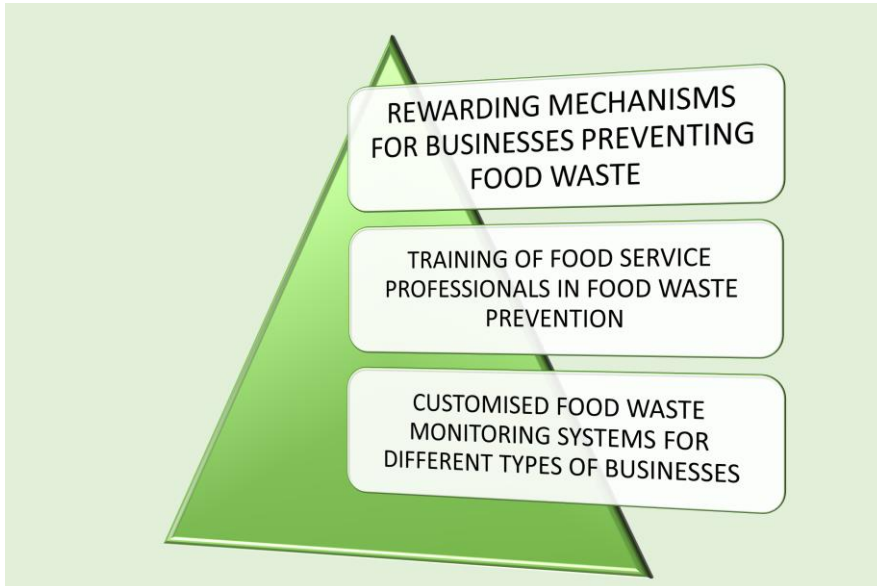 REWARDING MECHANISMS
FOR BUSINESSES PREVENTING
FOOD WASTE
TRAINING OF FOOD SERVICE
PROFESSIONALS IN FOOD WASTE
PREVENTION
CUSTOMISED FOOD WASTE
MONITORING SYSTEMS FOR
DIFFERENT TYPES OF BUSINESSES